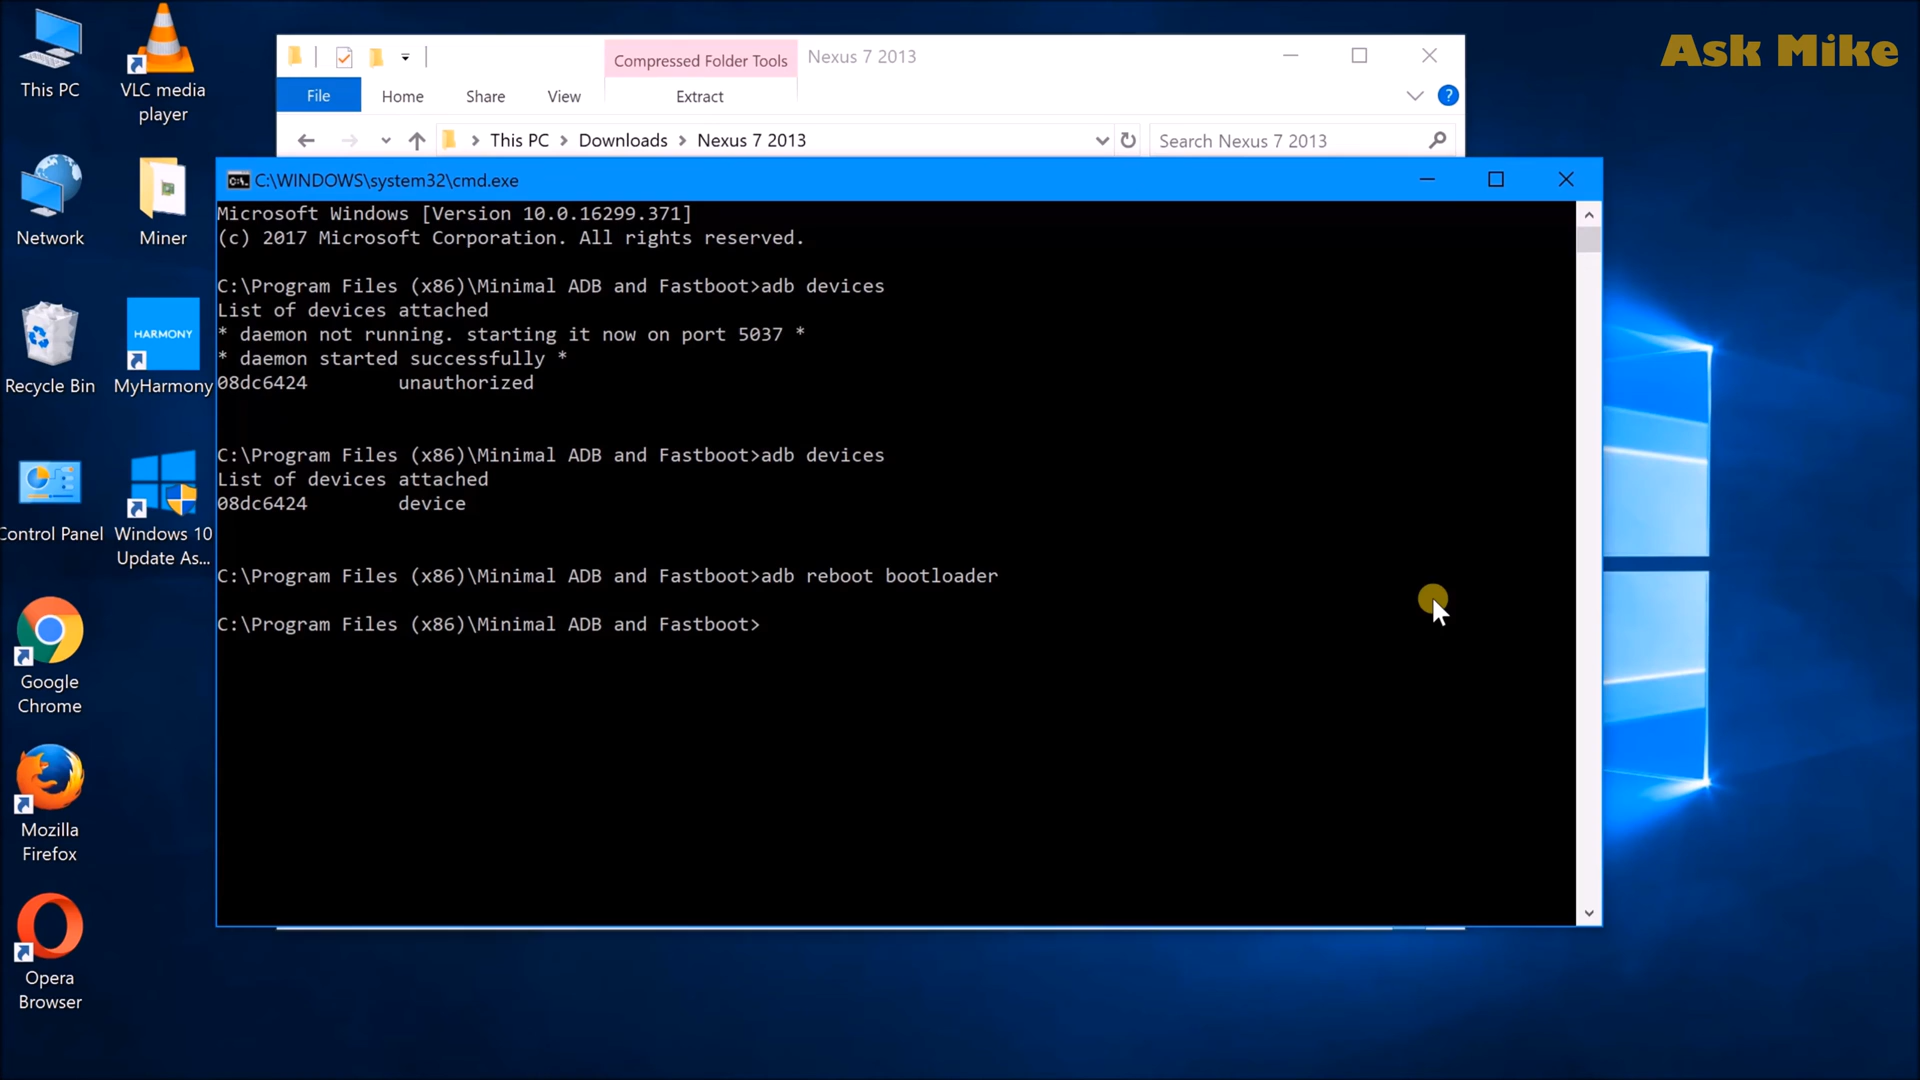 Ask Mike
This PC
VLC media
player
Network
Miner
Recycle Bin
HARMONY
MyHarmony
Control Panel
Windows 10
Update As...
Google
Chrome
Mozilla
Firefox
Opera
Browser
Compressed Folder Tools
Nexus 7 2013
File
Home
Share
View
Extract
?
This PC
Downloads
Nexus 7 2013
Search Nexus 7 2013
C:\WINDOWS\system32\cmd.exe
Microsoft Windows [Version 10.0.16299.371]
(c) 2017 Microsoft Corporation. All rights reserved.
C:\Program Files (x86)\Minimal ADB and Fastboot>adb devices
List of devices attached
* daemon not running. starting it now on port 5037 *
* daemon started successfully *
08dc6424        unauthorized
C:\Program Files (x86)\Minimal ADB and Fastboot>adb devices
List of devices attached
08dc6424        device
C:\Program Files (x86)\Minimal ADB and Fastboot>adb reboot bootloader
C:\Program Files (x86)\Minimal ADB and Fastboot>